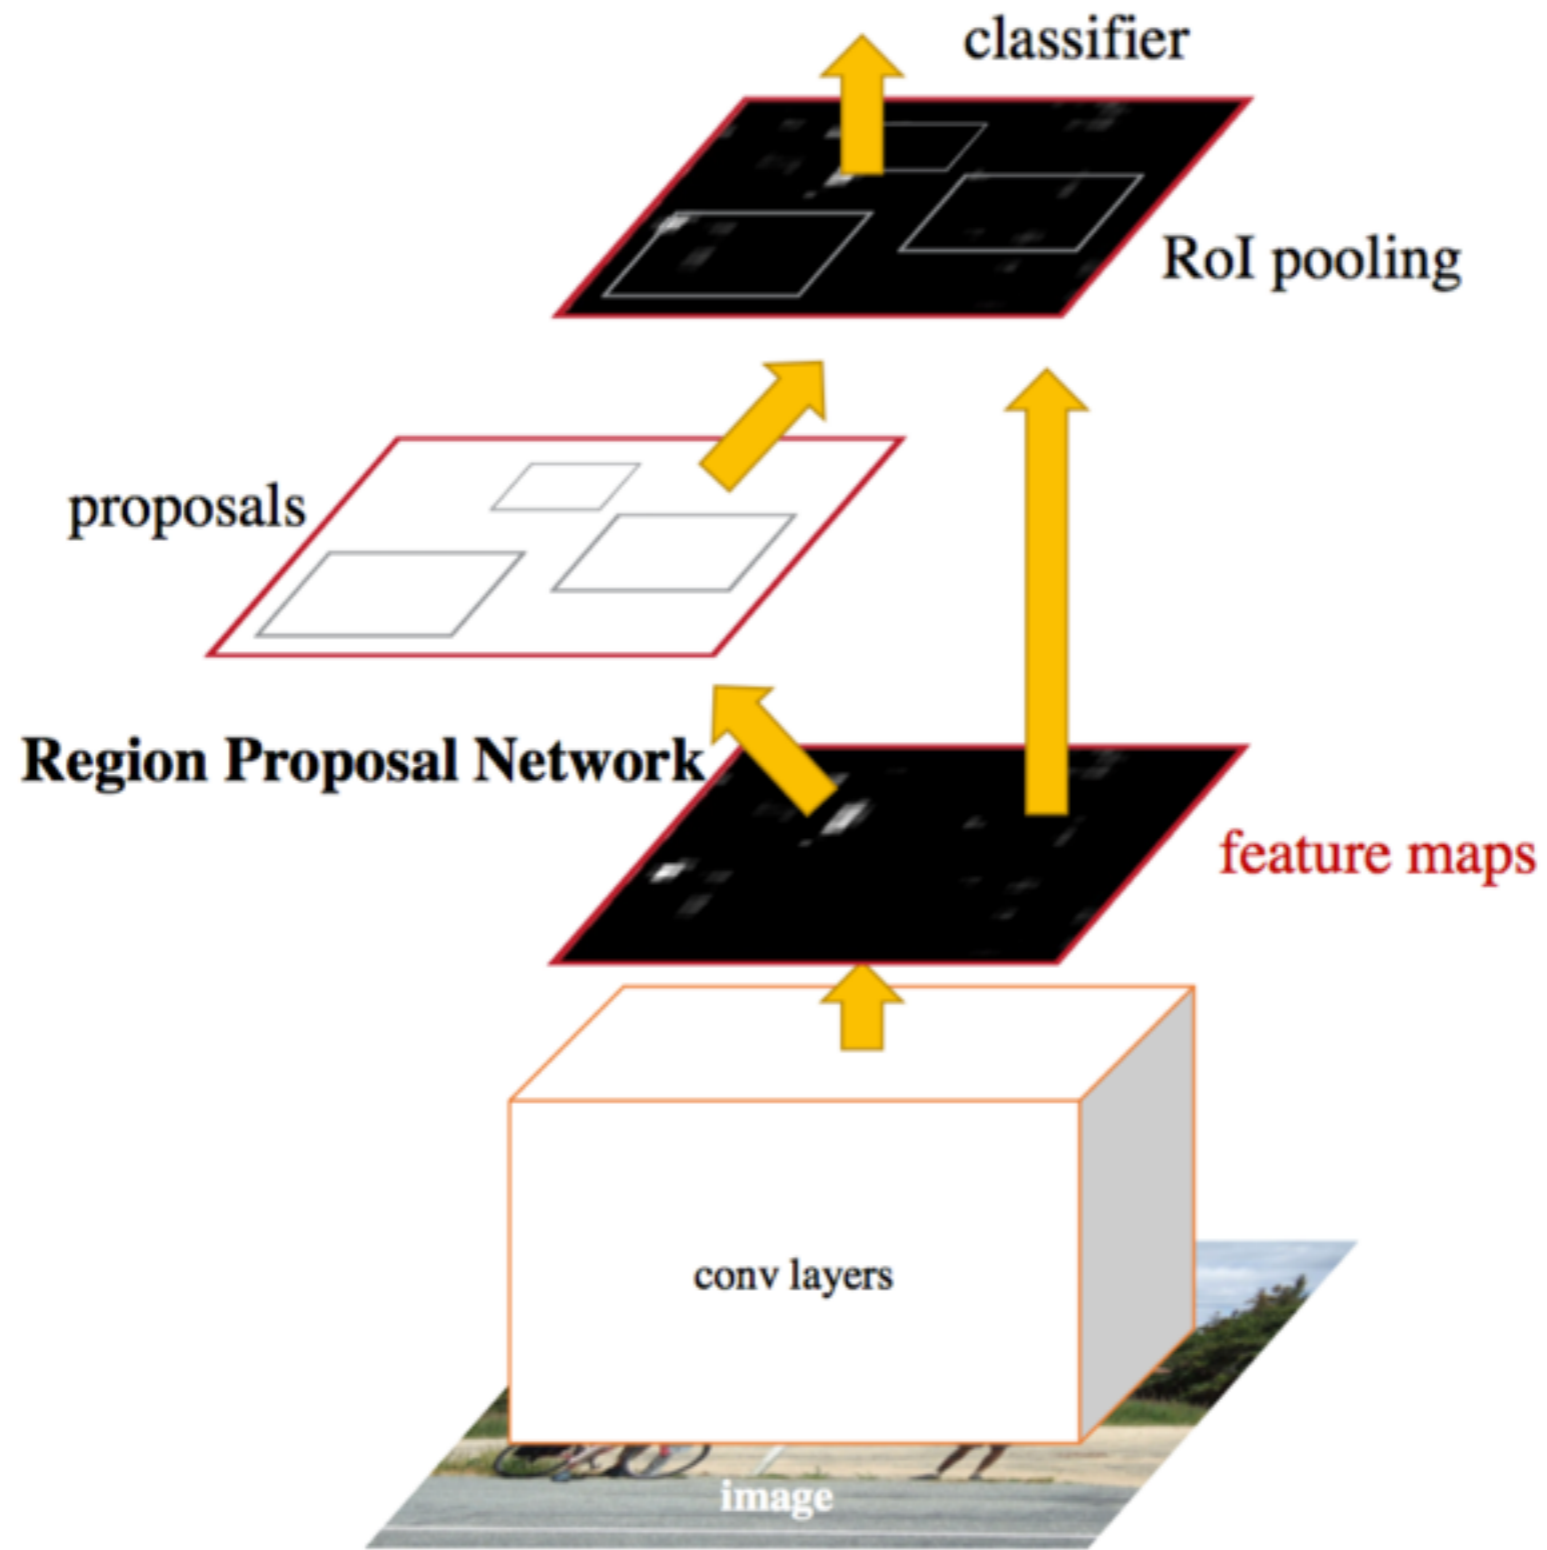 classifier
RoI pooling
proposals
Region Proposal Network
feature maps
conv layers
image